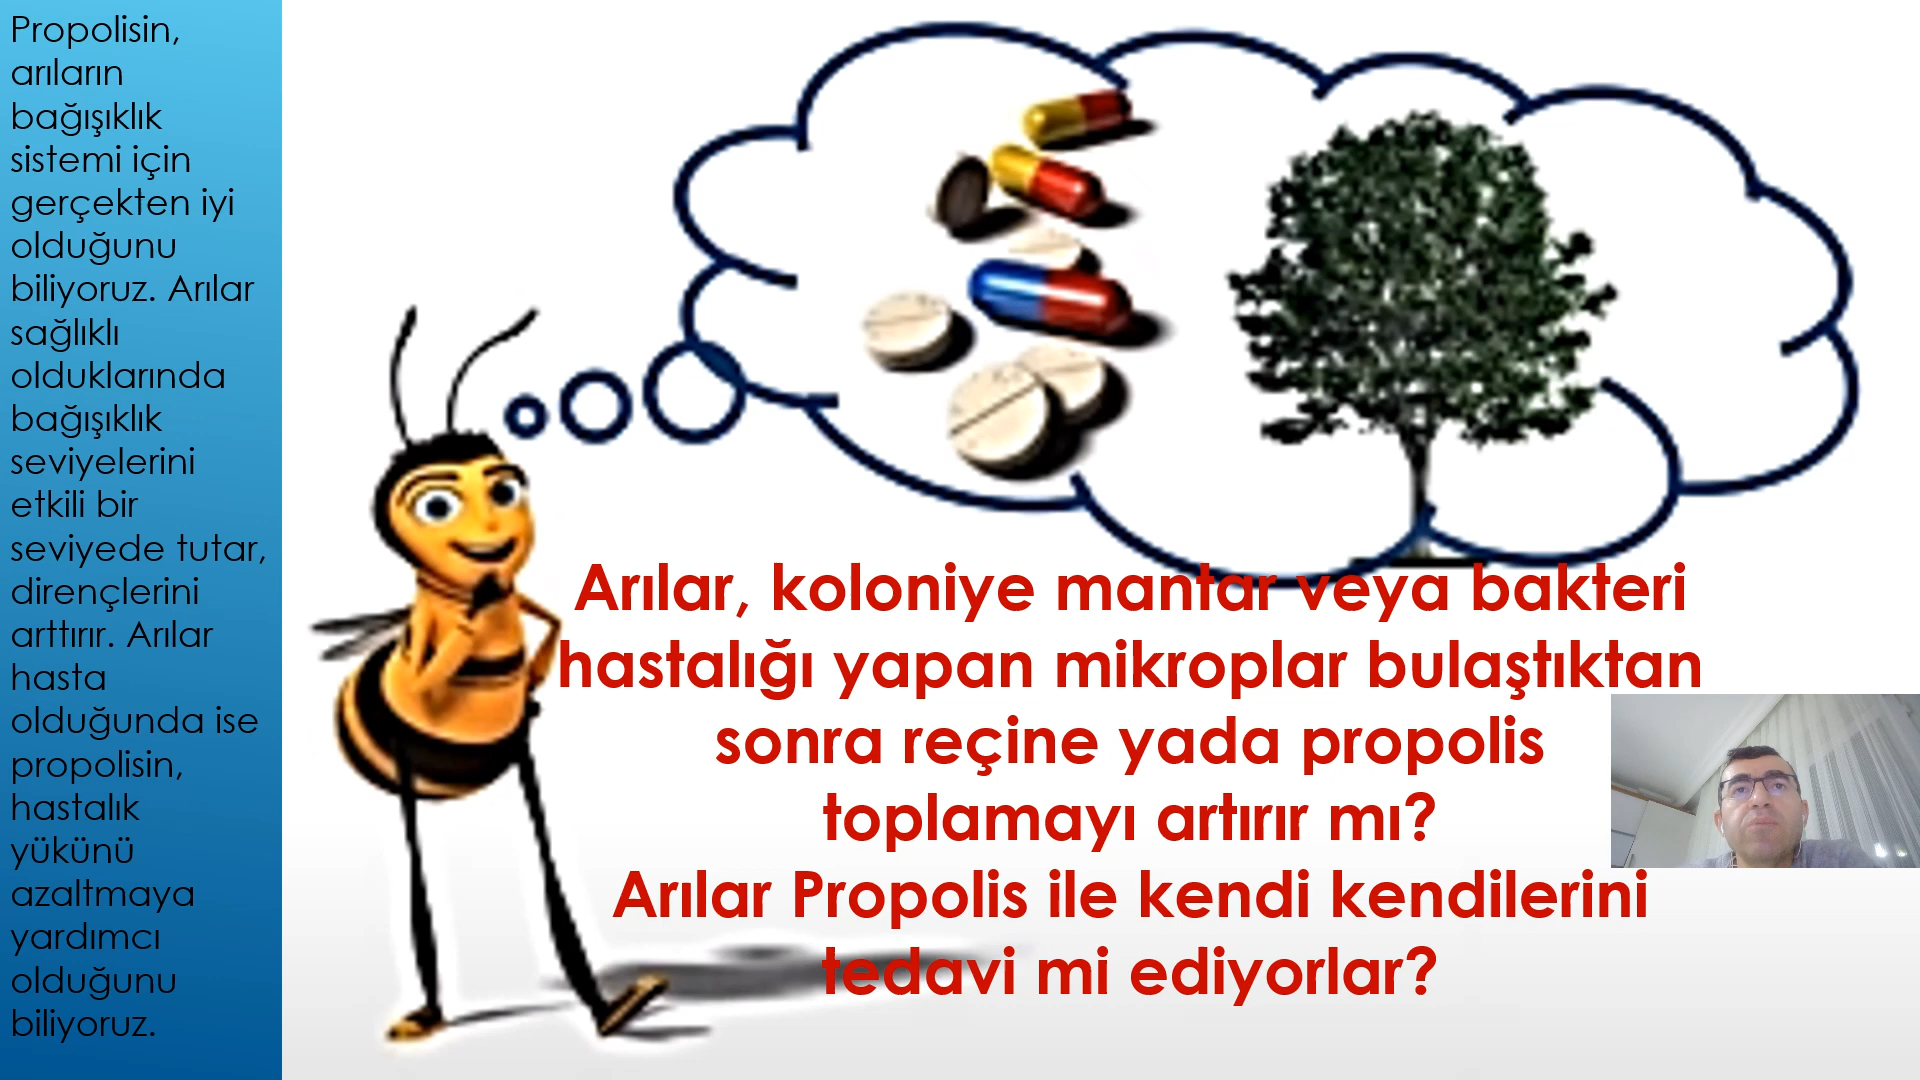 Propolisin,
arıların
bağışıklık
sistemi için
gerçekten iyi
olduğunu
biliyoruz. Arılar
sağlıklı
olduklarında
bağışıklık
seviyelerini
etkili bir
seviyede tutar,
dirençlerini
arttırır. Arılar
hasta
olduğunda ise
propolisin,
hastalık
yükünü
azaltmaya
yardımcı
olduğunu
biliyoruz.
Arılar, koloniye mantar veya bakteri
hastalığı yapan mikroplar bulaştıktan
sonra reçine yada propolis
toplamayı artırır mı?
Arılar Propolis ile kendi kendilerini
tedavi mi ediyorlar?